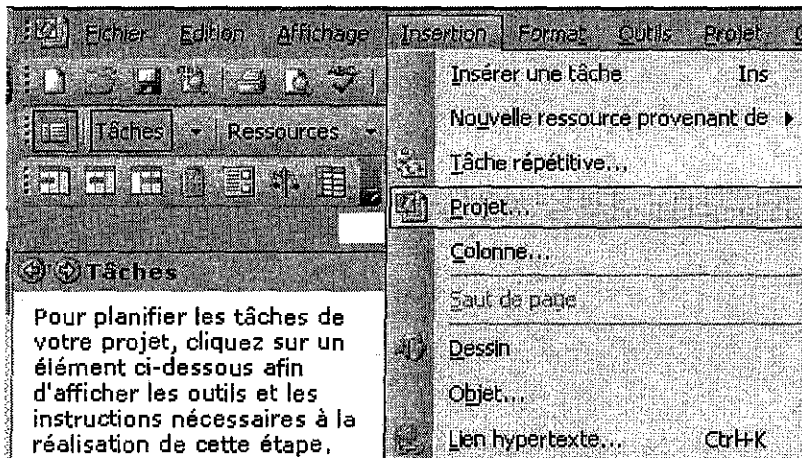 Fichier Edition Affichage Insertion Format Outils Projet
Tâches Ressources
Tâches
Pour planifier les tâches de
votre projet, cliquez sur un
élément ci-dessous afin
d'afficher les outils et les
instructions nécessaires à la
réalisation de cette étape.
Insérer une tâche Ins
Nouvelle ressource provenant de
Tâche répétitive...
Projet...
Colonne...
Saut de page
Dessin
Objet...
Lien hypertexte... Ctrl+K